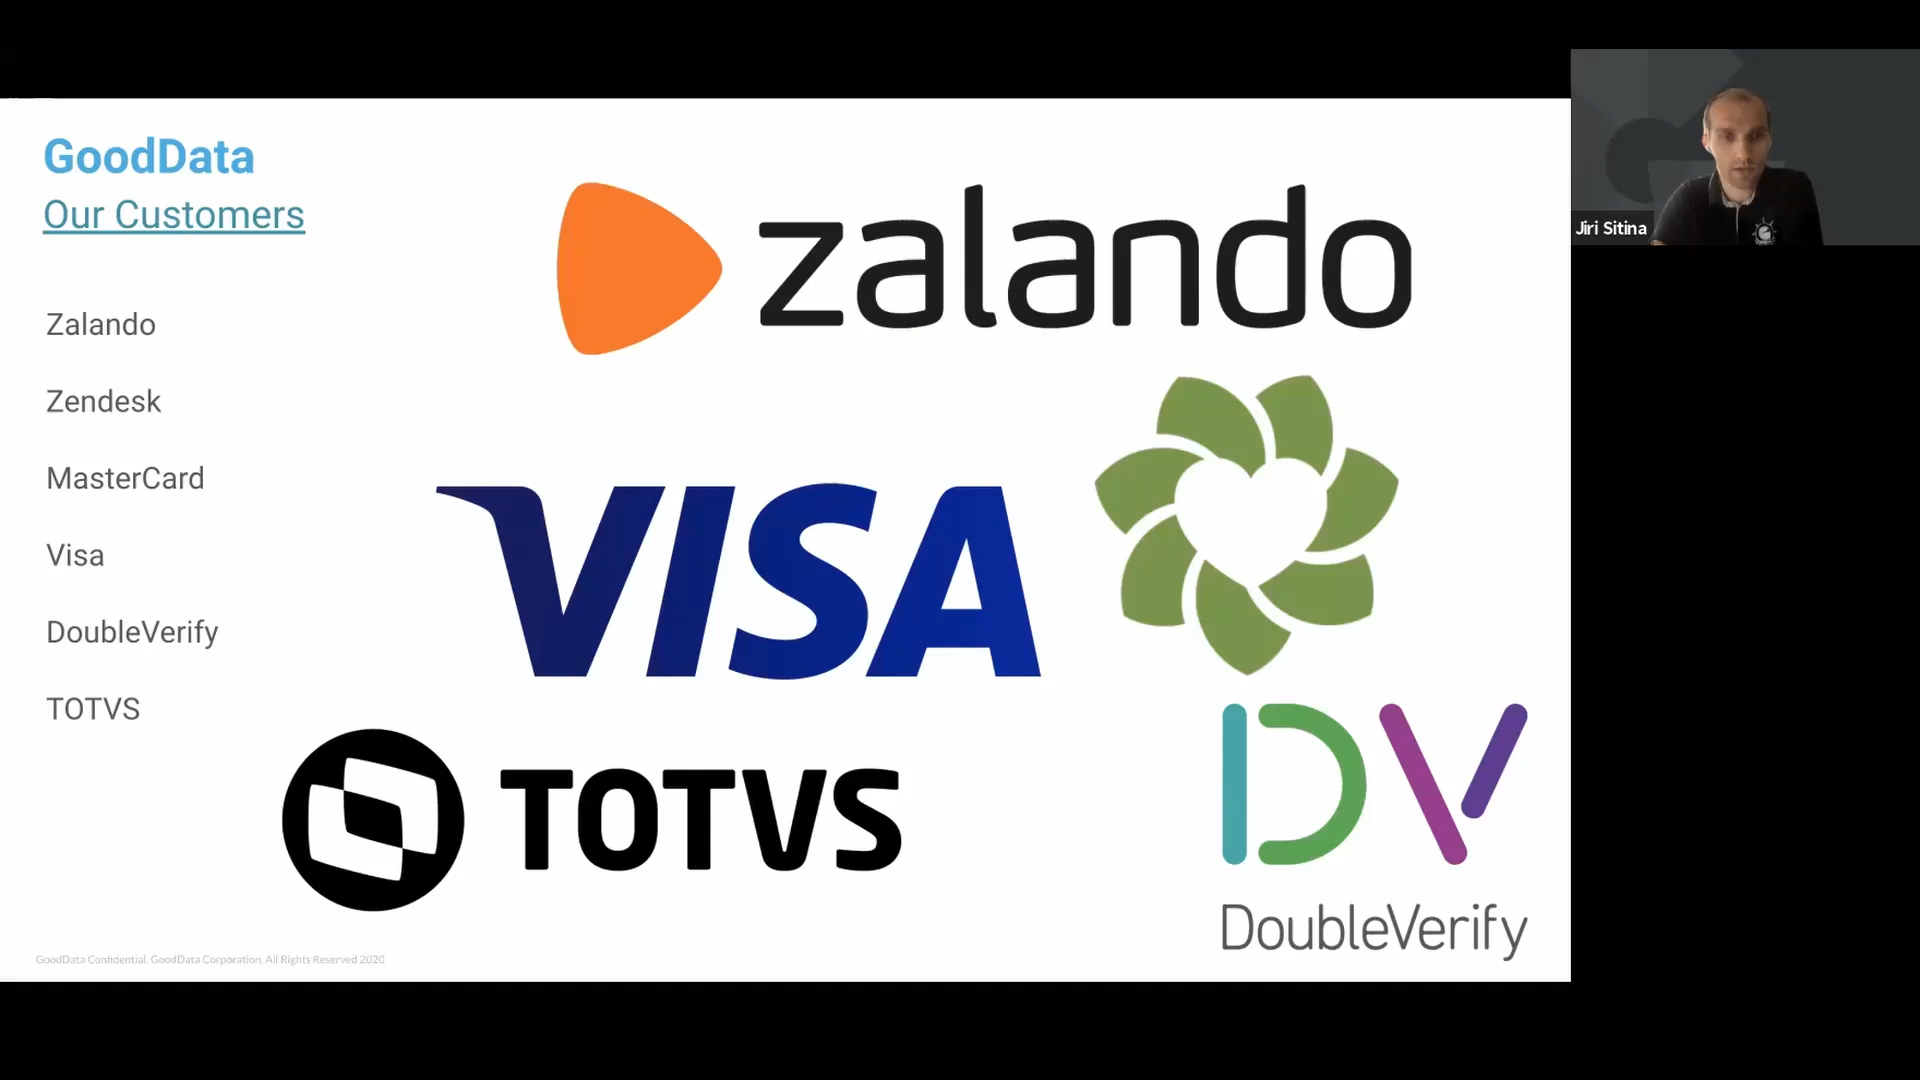 GoodData
Our Customers
Zalando
Zendesk
MasterCard
Visa
DoubleVerify
TOTVS
zalando
VISA
TOTVS
DV
DoubleVerify
GoodData Confidential. GoodData Corporation. All Rights Reserved 2020
Jiri Sitina